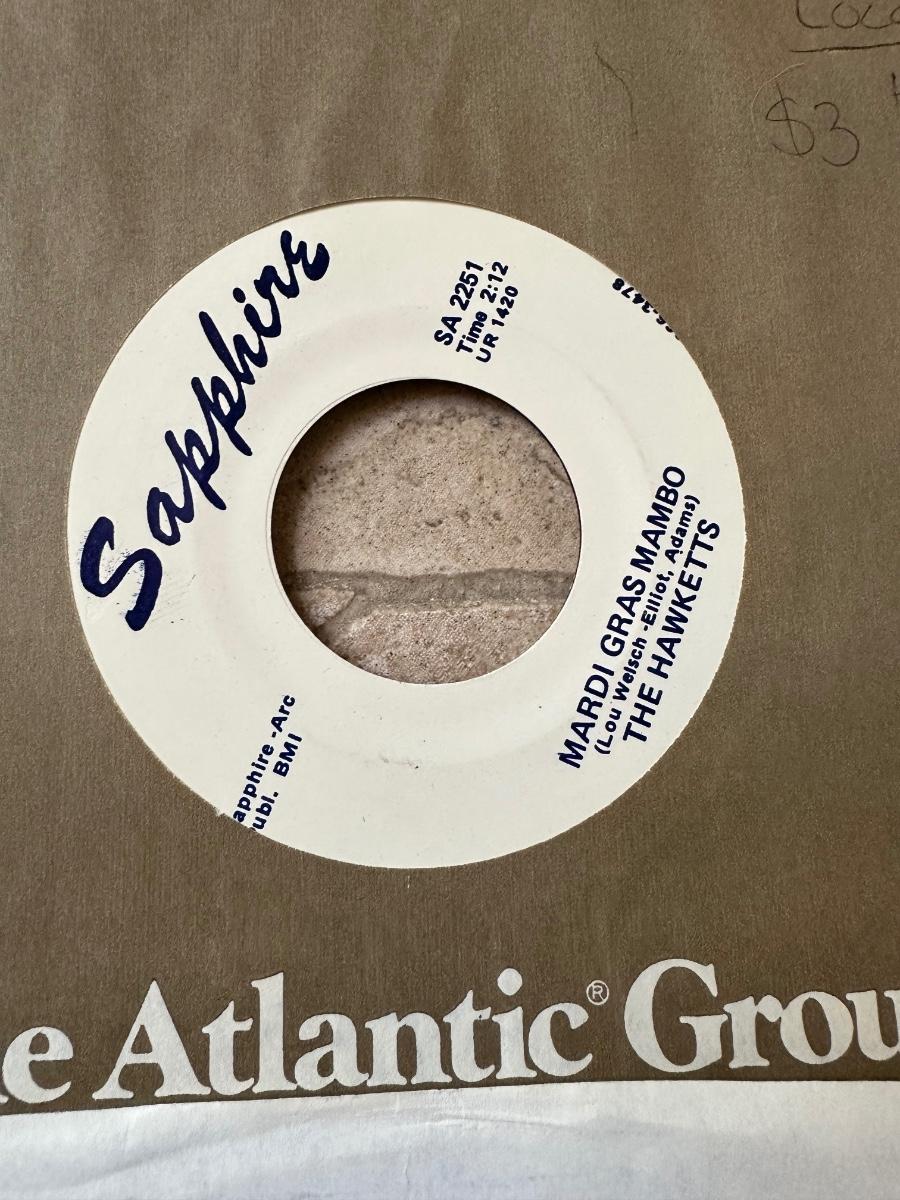 $3
Sapphire
SA 2251
Time 2:12
UR 1420
MARDI GRAS MAMBO
(Lou Welsch -Elliot, Adams)
THE HAWKETTS
apphire -Arc
ubl. BMI
e Atlantic® Grou